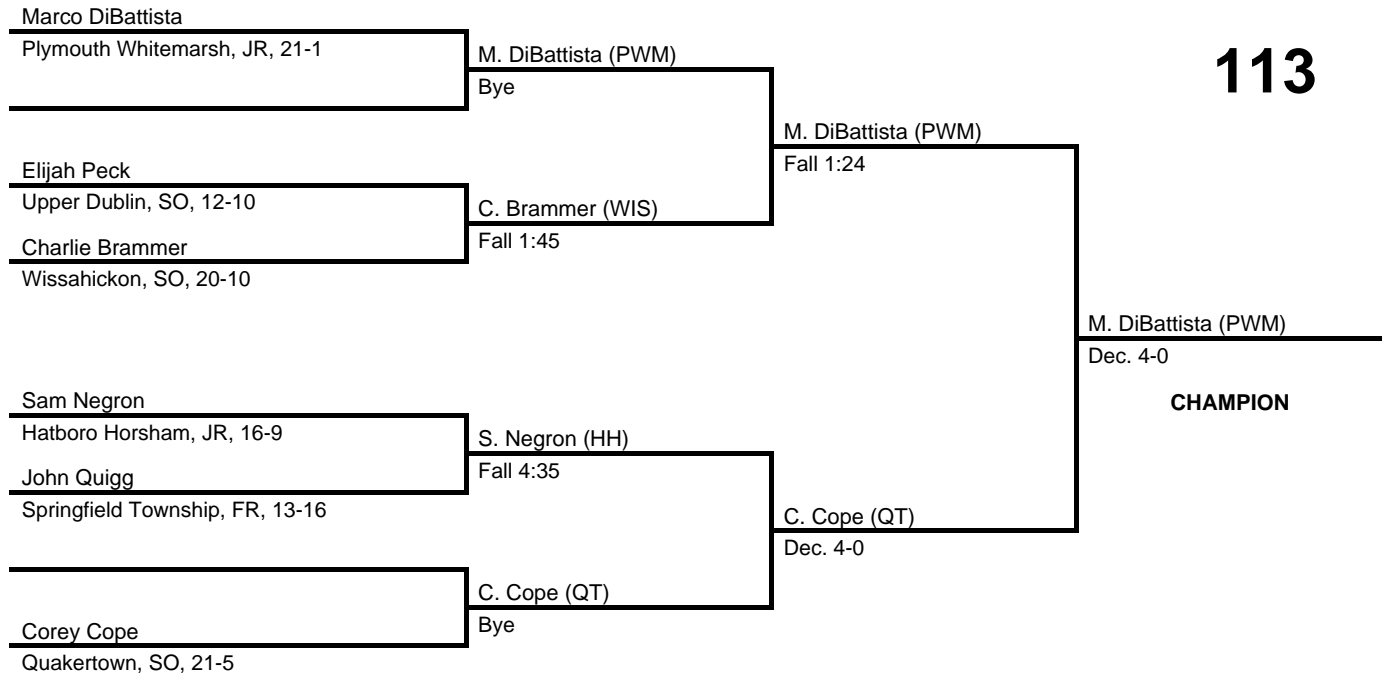 Marco DiBattista
Plymouth Whitemarsh, JR, 21-1
M. DiBattista (PWM)
Bye
113
M. DiBattista (PWM)
Fall 1:24
Elijah Peck
Upper Dublin, SO, 12-10
C. Brammer (WIS)
Fall 1:45
Charlie Brammer
Wissahickon, SO, 20-10
M. DiBattista (PWM)
Dec. 4-0
CHAMPION
Sam Negron
Hatboro Horsham, JR, 16-9
S. Negron (HH)
Fall 4:35
John Quigg
Springfield Township, FR, 13-16
C. Cope (QT)
Dec. 4-0
C. Cope (QT)
Bye
Corey Cope
Quakertown, SO, 21-5